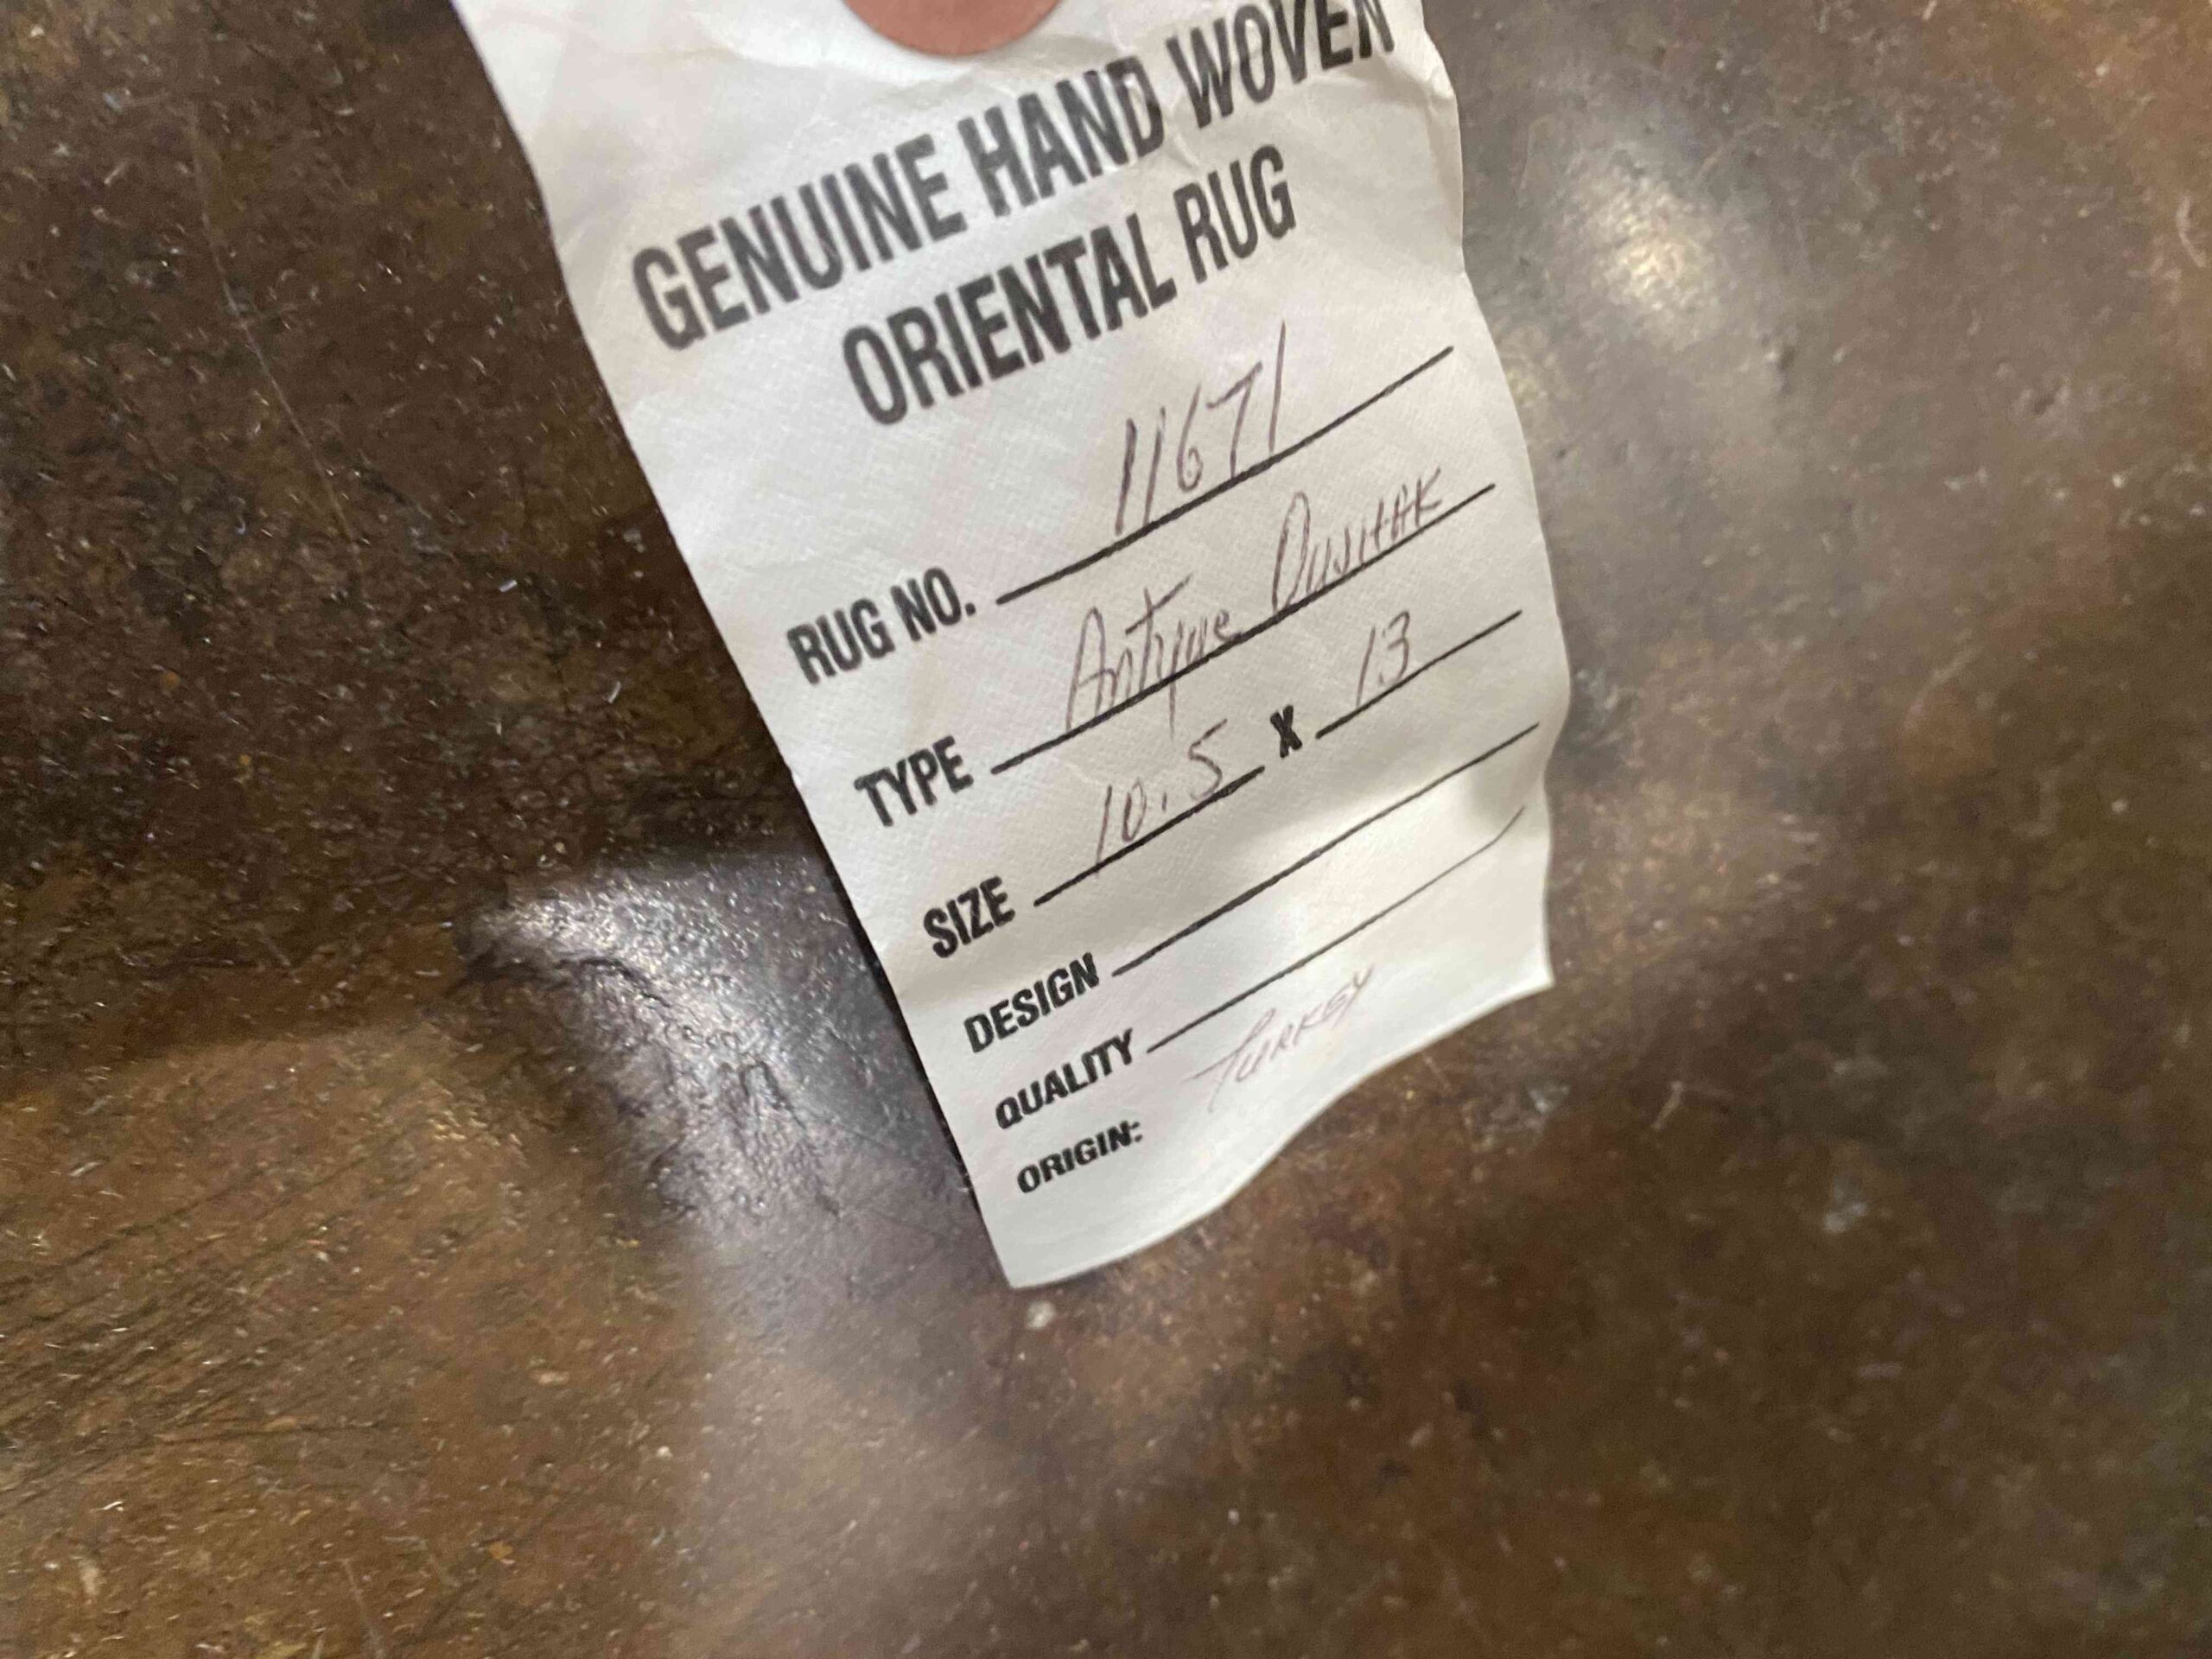 GENUINE HAND WOVEN
ORIENTAL RUG
RUG NO. 11671
TYPE Antique OUSHAK
SIZE 10.5 X 13
DESIGN
QUALITY
ORIGIN: TURKEY